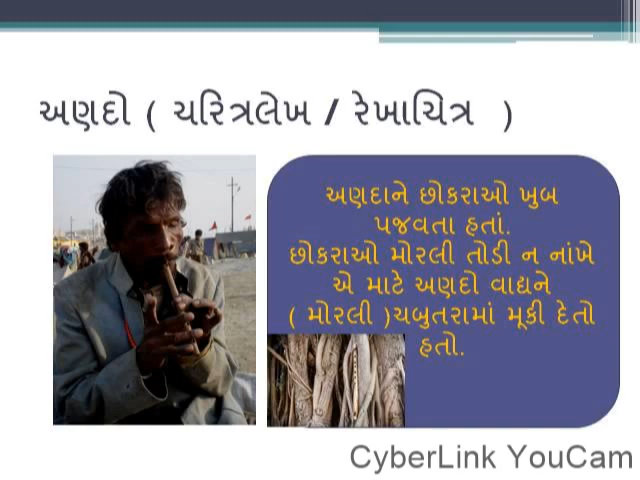 અણદો ( ચરિત્રલેખ / રેખાચિત્ર )
અણદાને છોકરાઓ ખુબ
પજવતા હતાં.
છોકરાઓ મોરલી તોડી ન નાંખે
એ માટે અણદો વાદ્યને
( મોરલી )ચબુતરામાં મૂકી દેતો
હતો.
CyberLink YouCam